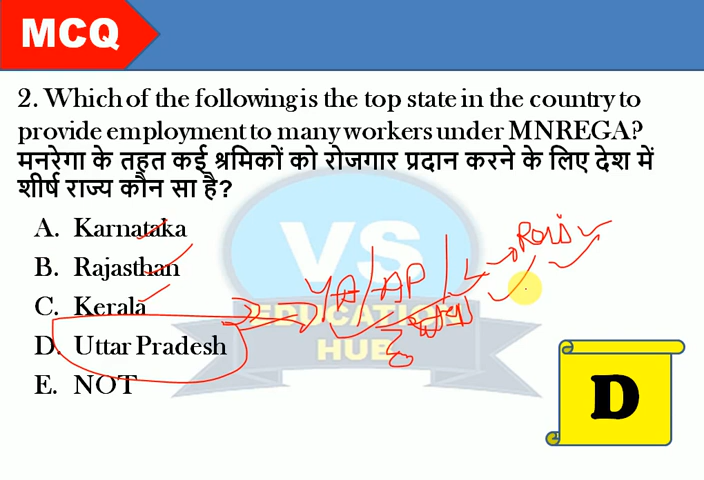 MCQ
2. Which of the following is the top state in the country to
provide employment to many workers under MNREGA?
मनरेगा के तहत कई श्रमिकों को रोजगार प्रदान करने के लिए देश में
शीर्ष राज्य कौन सा है?
A. Karnataka
B. Rajasthan
C. Kerala
D. Uttar Pradesh
E. NOT
VS
EDUCATION
HUB
AP
D